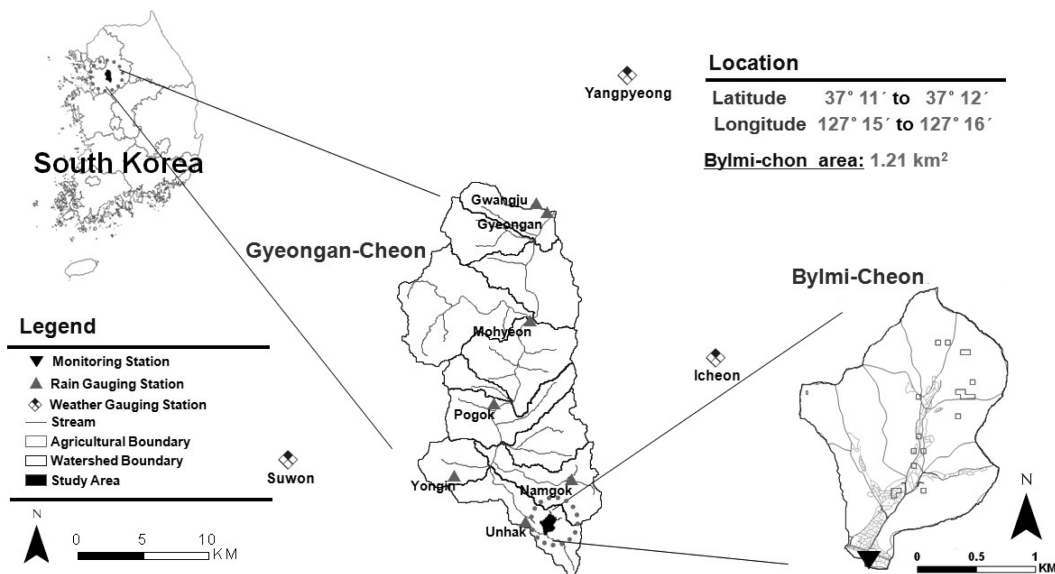 South Korea
Yangpyeong
Location
Latitude 37° 11´ to 37° 12´
Longitude 127° 15´ to 127° 16´
Bylmi-chon area: 1.21 km²
Gwangju
Gyeongan
Gyeongan-Cheon
Mohyeon
Pogok
Yongin
Namgok
Unhak
Icheon
Suwon
Bylmi-Cheon
Legend
Monitoring Station
Rain Gauging Station
Weather Gauging Station
Stream
Agricultural Boundary
Watershed Boundary
Study Area
N
0 5 10
KM
N
0 0.5 1
KM